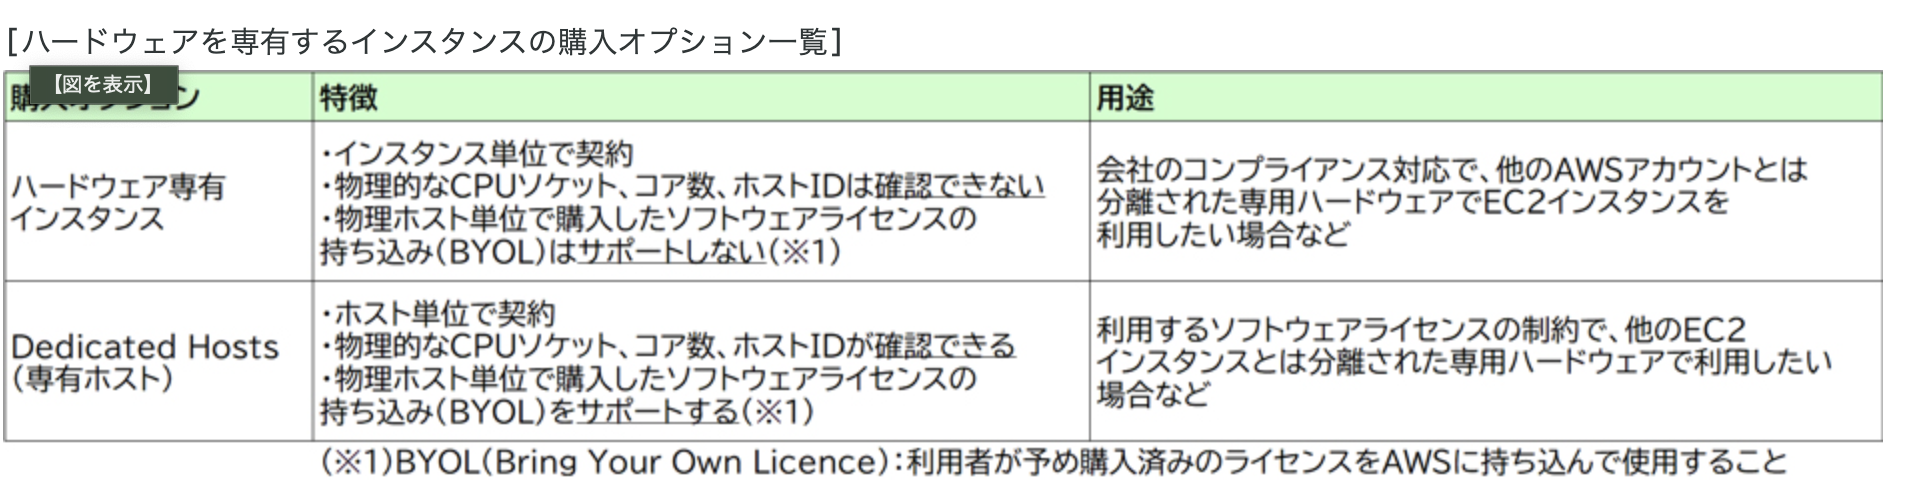 [ハードウェアを専有するインスタンスの購入オプション一覧]
【図を表示】
購入オプション
特徴
用途
ハードウェア専有
インスタンス
・インスタンス単位で契約
・物理的なCPUソケット、コア数、ホストIDは確認できない
・物理ホスト単位で購入したソフトウェアライセンスの
持ち込み(BYOL)はサポートしない(※1)
会社のコンプライアンス対応で、他のAWSアカウントとは
分離された専用ハードウェアでEC2インスタンスを
利用したい場合など
Dedicated Hosts
(専有ホスト)
・ホスト単位で契約
・物理的なCPUソケット、コア数、ホストIDが確認できる
・物理ホスト単位で購入したソフトウェアライセンスの
持ち込み(BYOL)をサポートする(※1)
利用するソフトウェアライセンスの制約で、他のEC2
インスタンスとは分離された専用ハードウェアで利用したい
場合など
(※1)BYOL(Bring Your Own Licence):利用者が予め購入済みのライセンスをAWSに持ち込んで使用すること